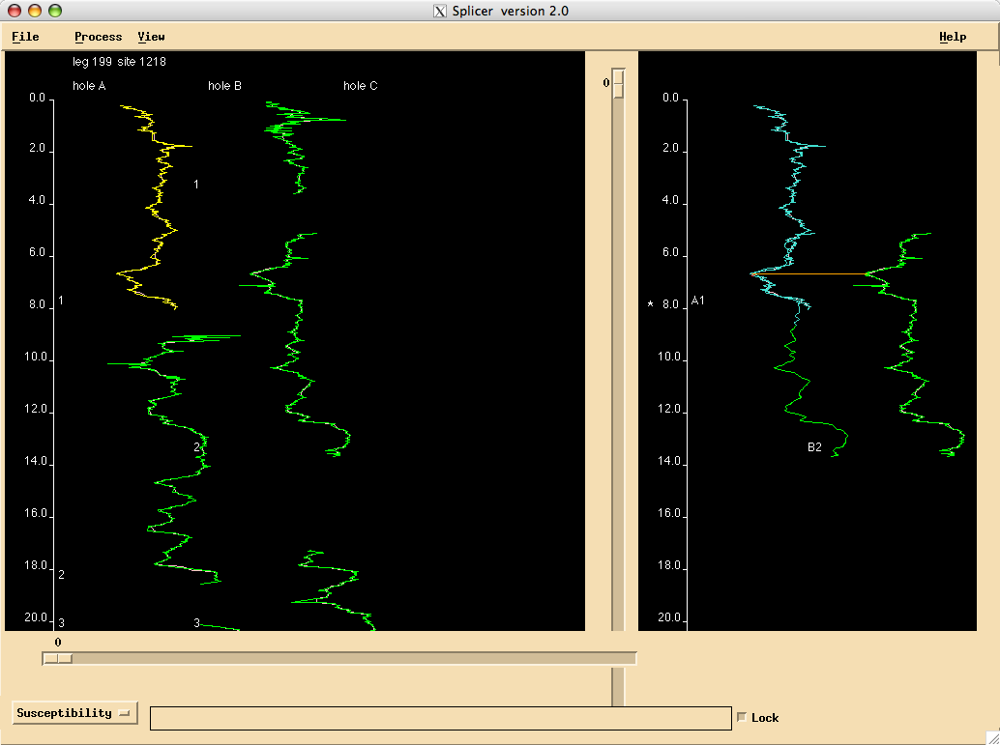 Splicer version 2.0
File Process View Help
leg 199 site 1218
hole A hole B hole C
0
0.0 0.0
2.0 2.0
1
4.0 4.0
6.0 6.0
8.0 1 * 8.0 A1
10.0 10.0
12.0 12.0
2 B2
14.0 14.0
16.0 16.0
18.0 2 18.0
20.0 3 3 20.0
0
Susceptibility Lock